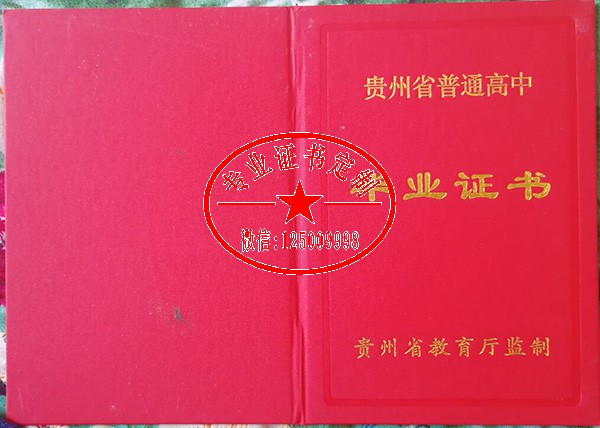 贵州省普通高中
毕业证书
专业证书定制
微信:125009998
贵州省教育厅监制